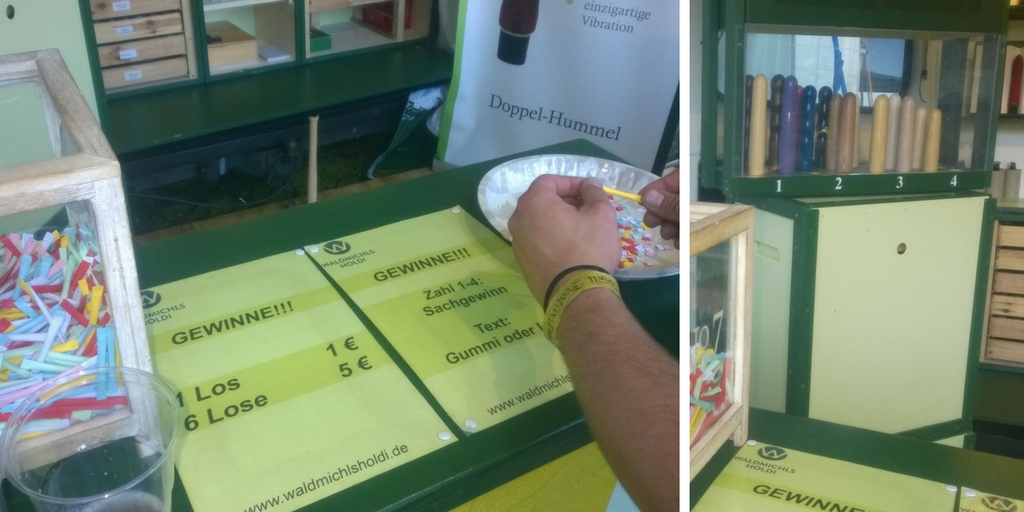 einzigartige
Vibration
Doppel-Hummel
WALDMICHLS
HOLDI
GEWINNE!!!
1 €
5 €
Los
6 Lose
www.waldmichlsholdi.de
WALDMICHLS
HOLDI
GEWINNE!!!
Zahl 1-4:
Sachgewinn
Text:
Gummi oder
www.waldmichls
1 2 3 4
WALDMICHLS
HOLDI
GEWINNE!!!